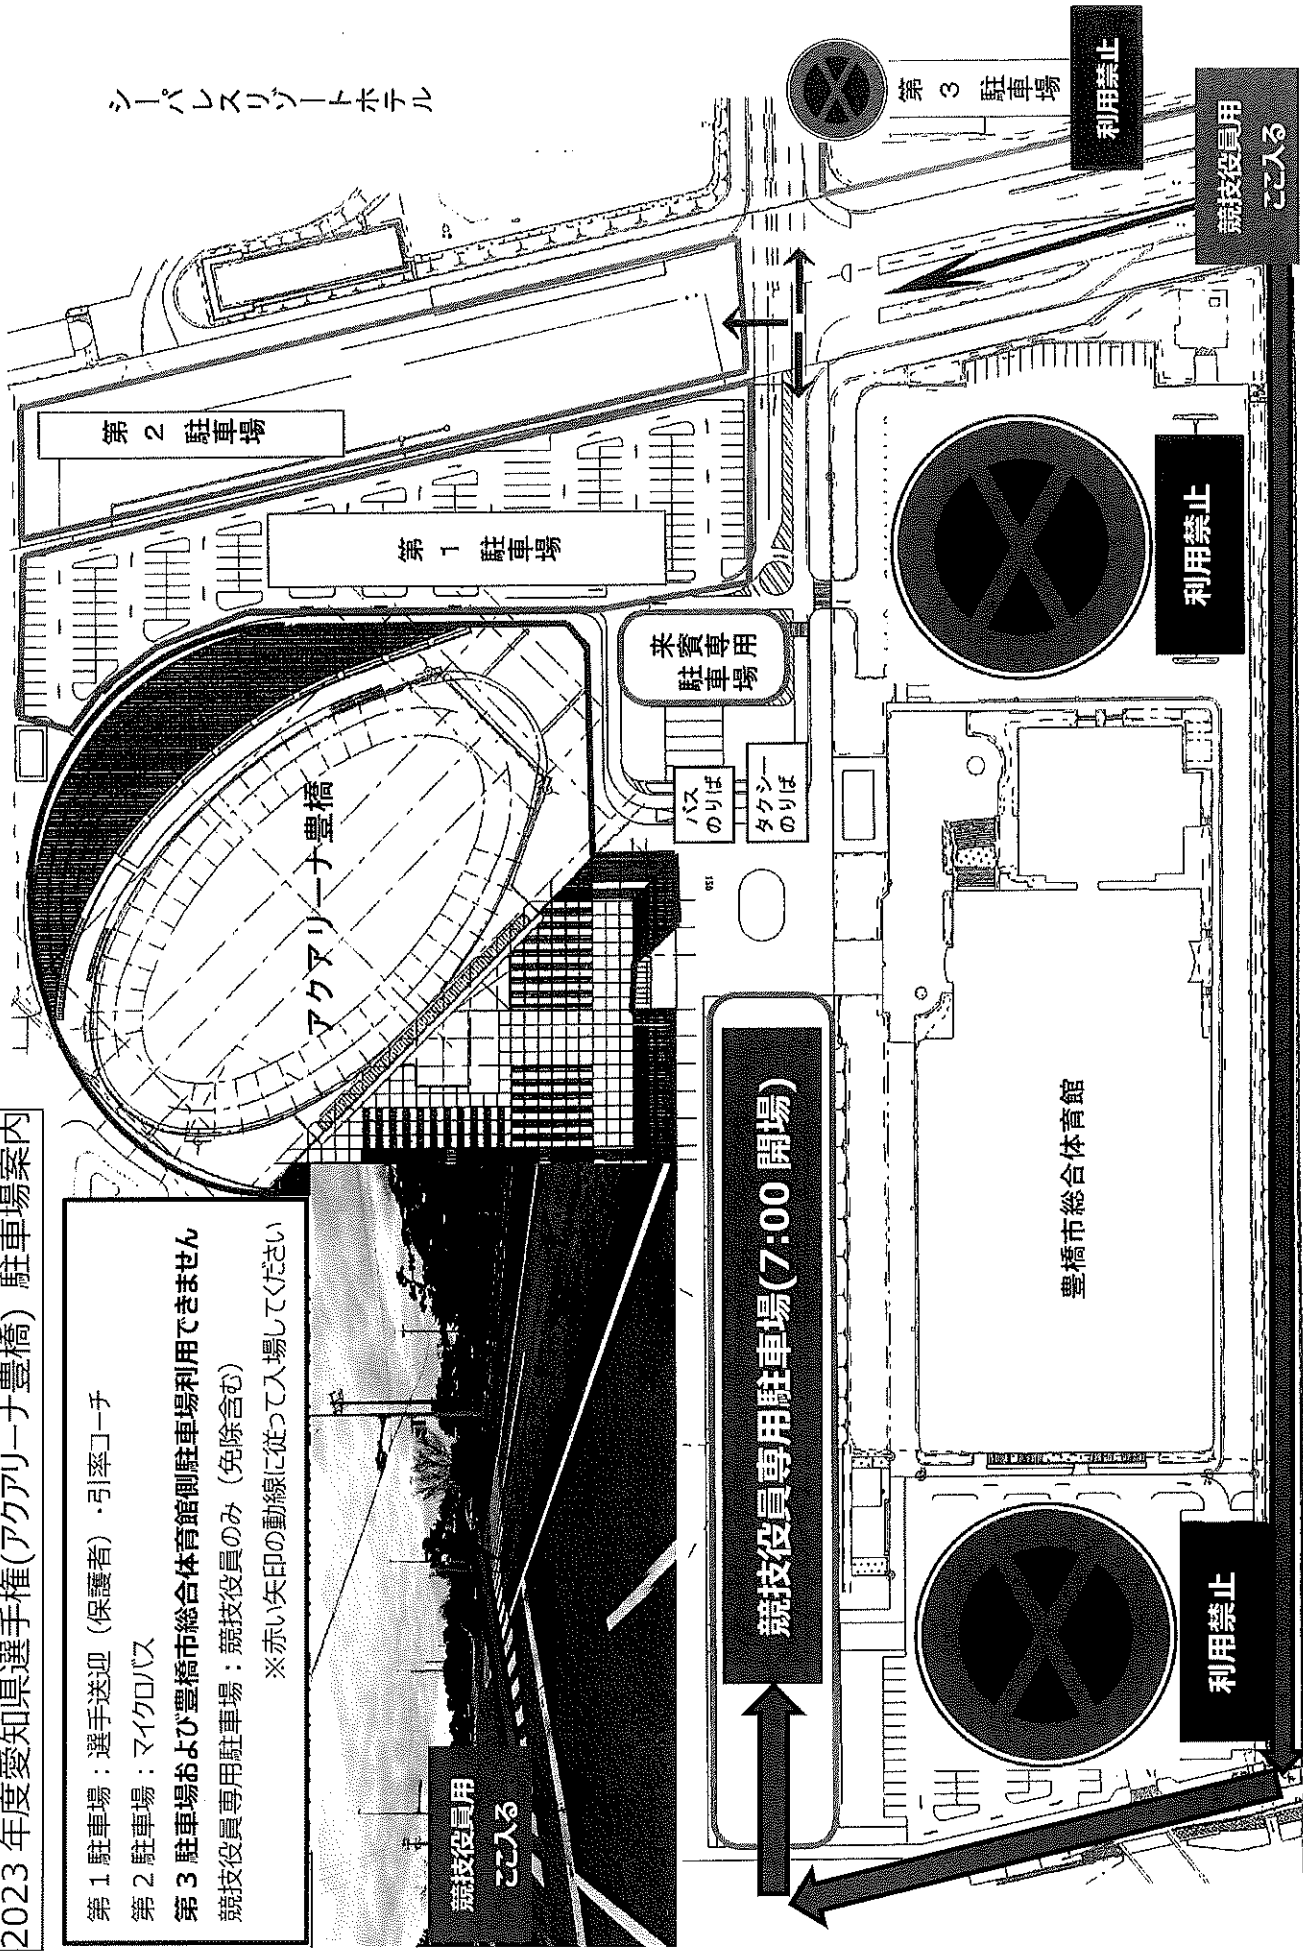 2023年度愛知県選手権(アクアリーナ豊橋) 駐車場案内
第1駐車場；選手送迎（保護者）・引率コーチ
第2駐車場；マイクロバス
第3駐車場および豊橋市総合体育館側駐車場利用できません
競技役員専用駐車場；競技役員のみ（免除含む）
※赤い矢印の動線に従って入場してください
シーパレスリゾートホテル
第2 駐車場
第1 駐車場
アクアリーナ豊橋
来賓専用
駐車場
バス
のりば
タクシー
のりば
150
第3 駐車場
利用禁止
競技役員用
ここ入る
競技役員用
ここ入る
競技役員専用駐車場(7:00 開場)
豊橋市総合体育館
利用禁止
利用禁止